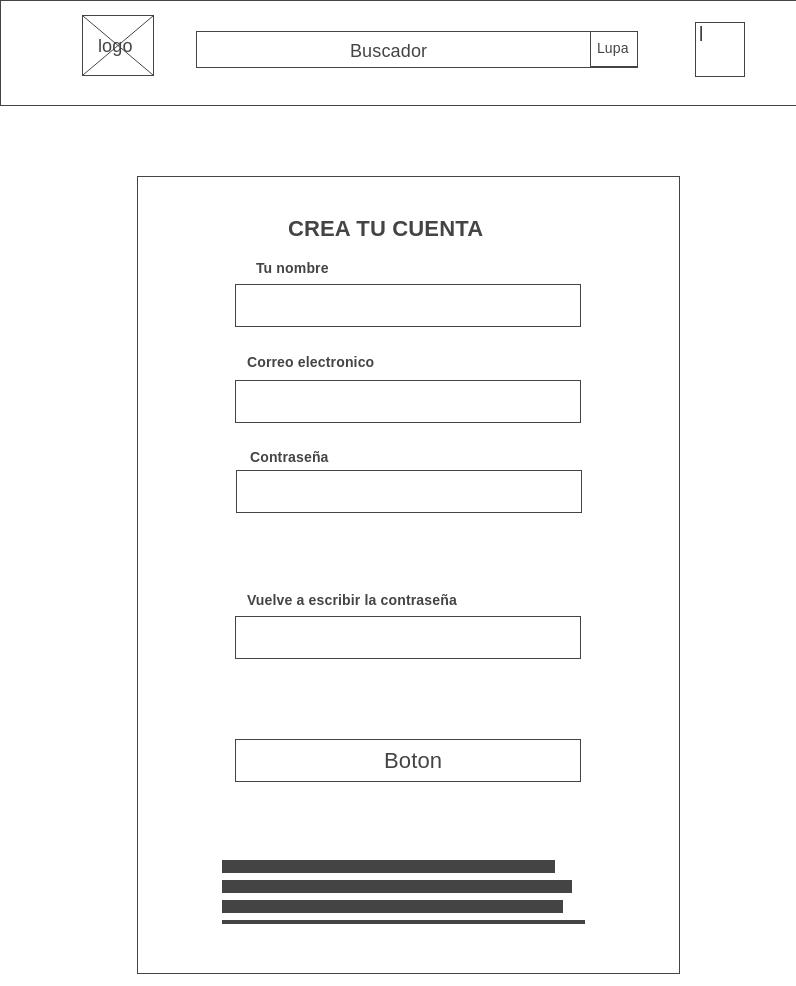 logo
Buscador
Lupa
CREA TU CUENTA
Tu nombre
Correo electronico
Contraseña
Vuelve a escribir la contraseña
Boton